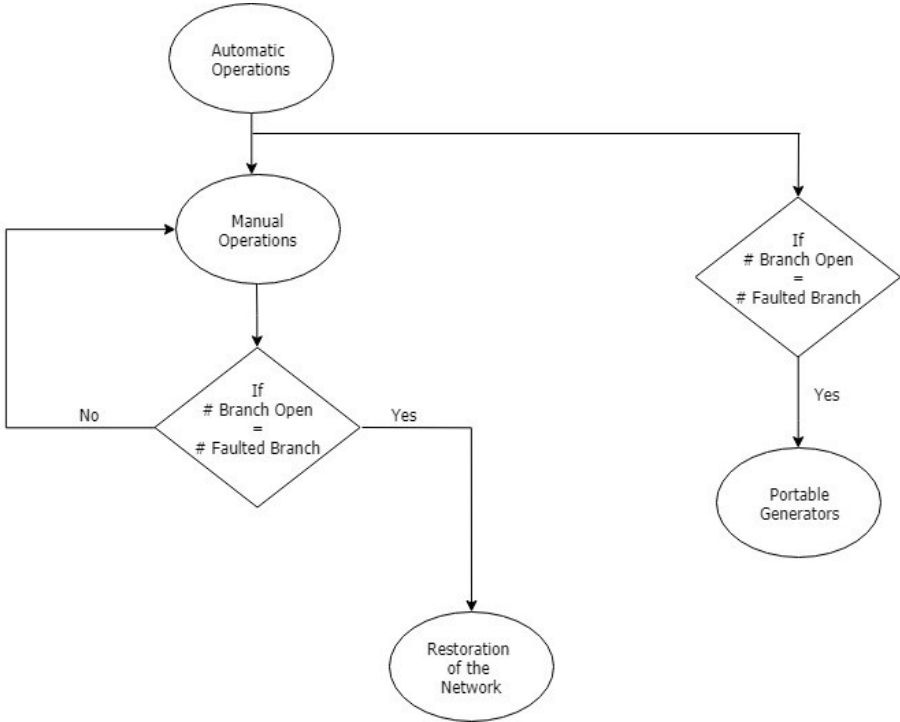 Automatic
Operations
Manual
Operations
If
# Branch Open
=
# Faulted Branch
No
Yes
If
# Branch Open
=
# Faulted Branch
Yes
Portable
Generators
Restoration
of the
Network